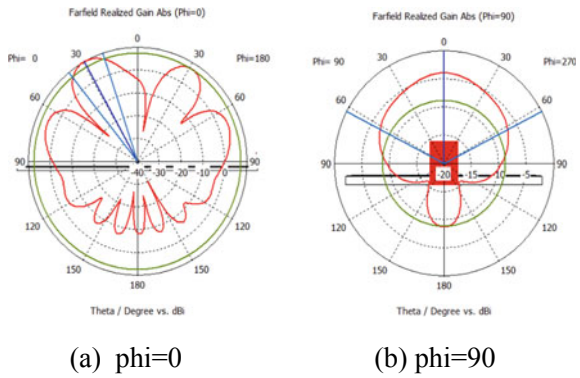 Farfield Realized Gain Abs (Phi=0)
Phi= 0
0
Phi=180
30
30
60
60
90
90
-40 -30 -20 -10 0
120
120
150
150
180
Theta / Degree vs. dBi
(a) phi=0
Farfield Realized Gain Abs (Phi=90)
Phi= 90
0
Phi=270
30
30
60
60
90
90
-20 -15 -10 -5
120
120
150
150
180
Theta / Degree vs. dBi
(b) phi=90